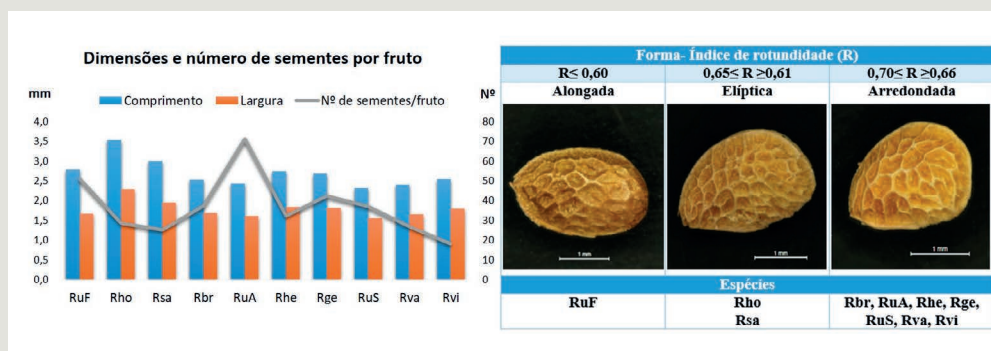 Dimensões e número de sementes por fruto
mm
Comprimento Largura Nº de sementes/fruto
Nº
4,0 80
3,5 70
3,0 60
2,5 50
2,0 40
1,5 30
1,0 20
0,5 10
0,0 0
RuF Rho Rsa Rbr RuA Rhe Rge RuS Rva Rvi
Forma- Índice de rotundidade (R)
R≤ 0,60 0,65≤ R ≥0,61 0,70≤ R ≥0,66
Alongada Elíptica Arredondada
1 mm 1 mm 1 mm
Espécies
RuF Rho Rbr, RuA, Rhe, Rge,
Rsa RuS, Rva, Rvi